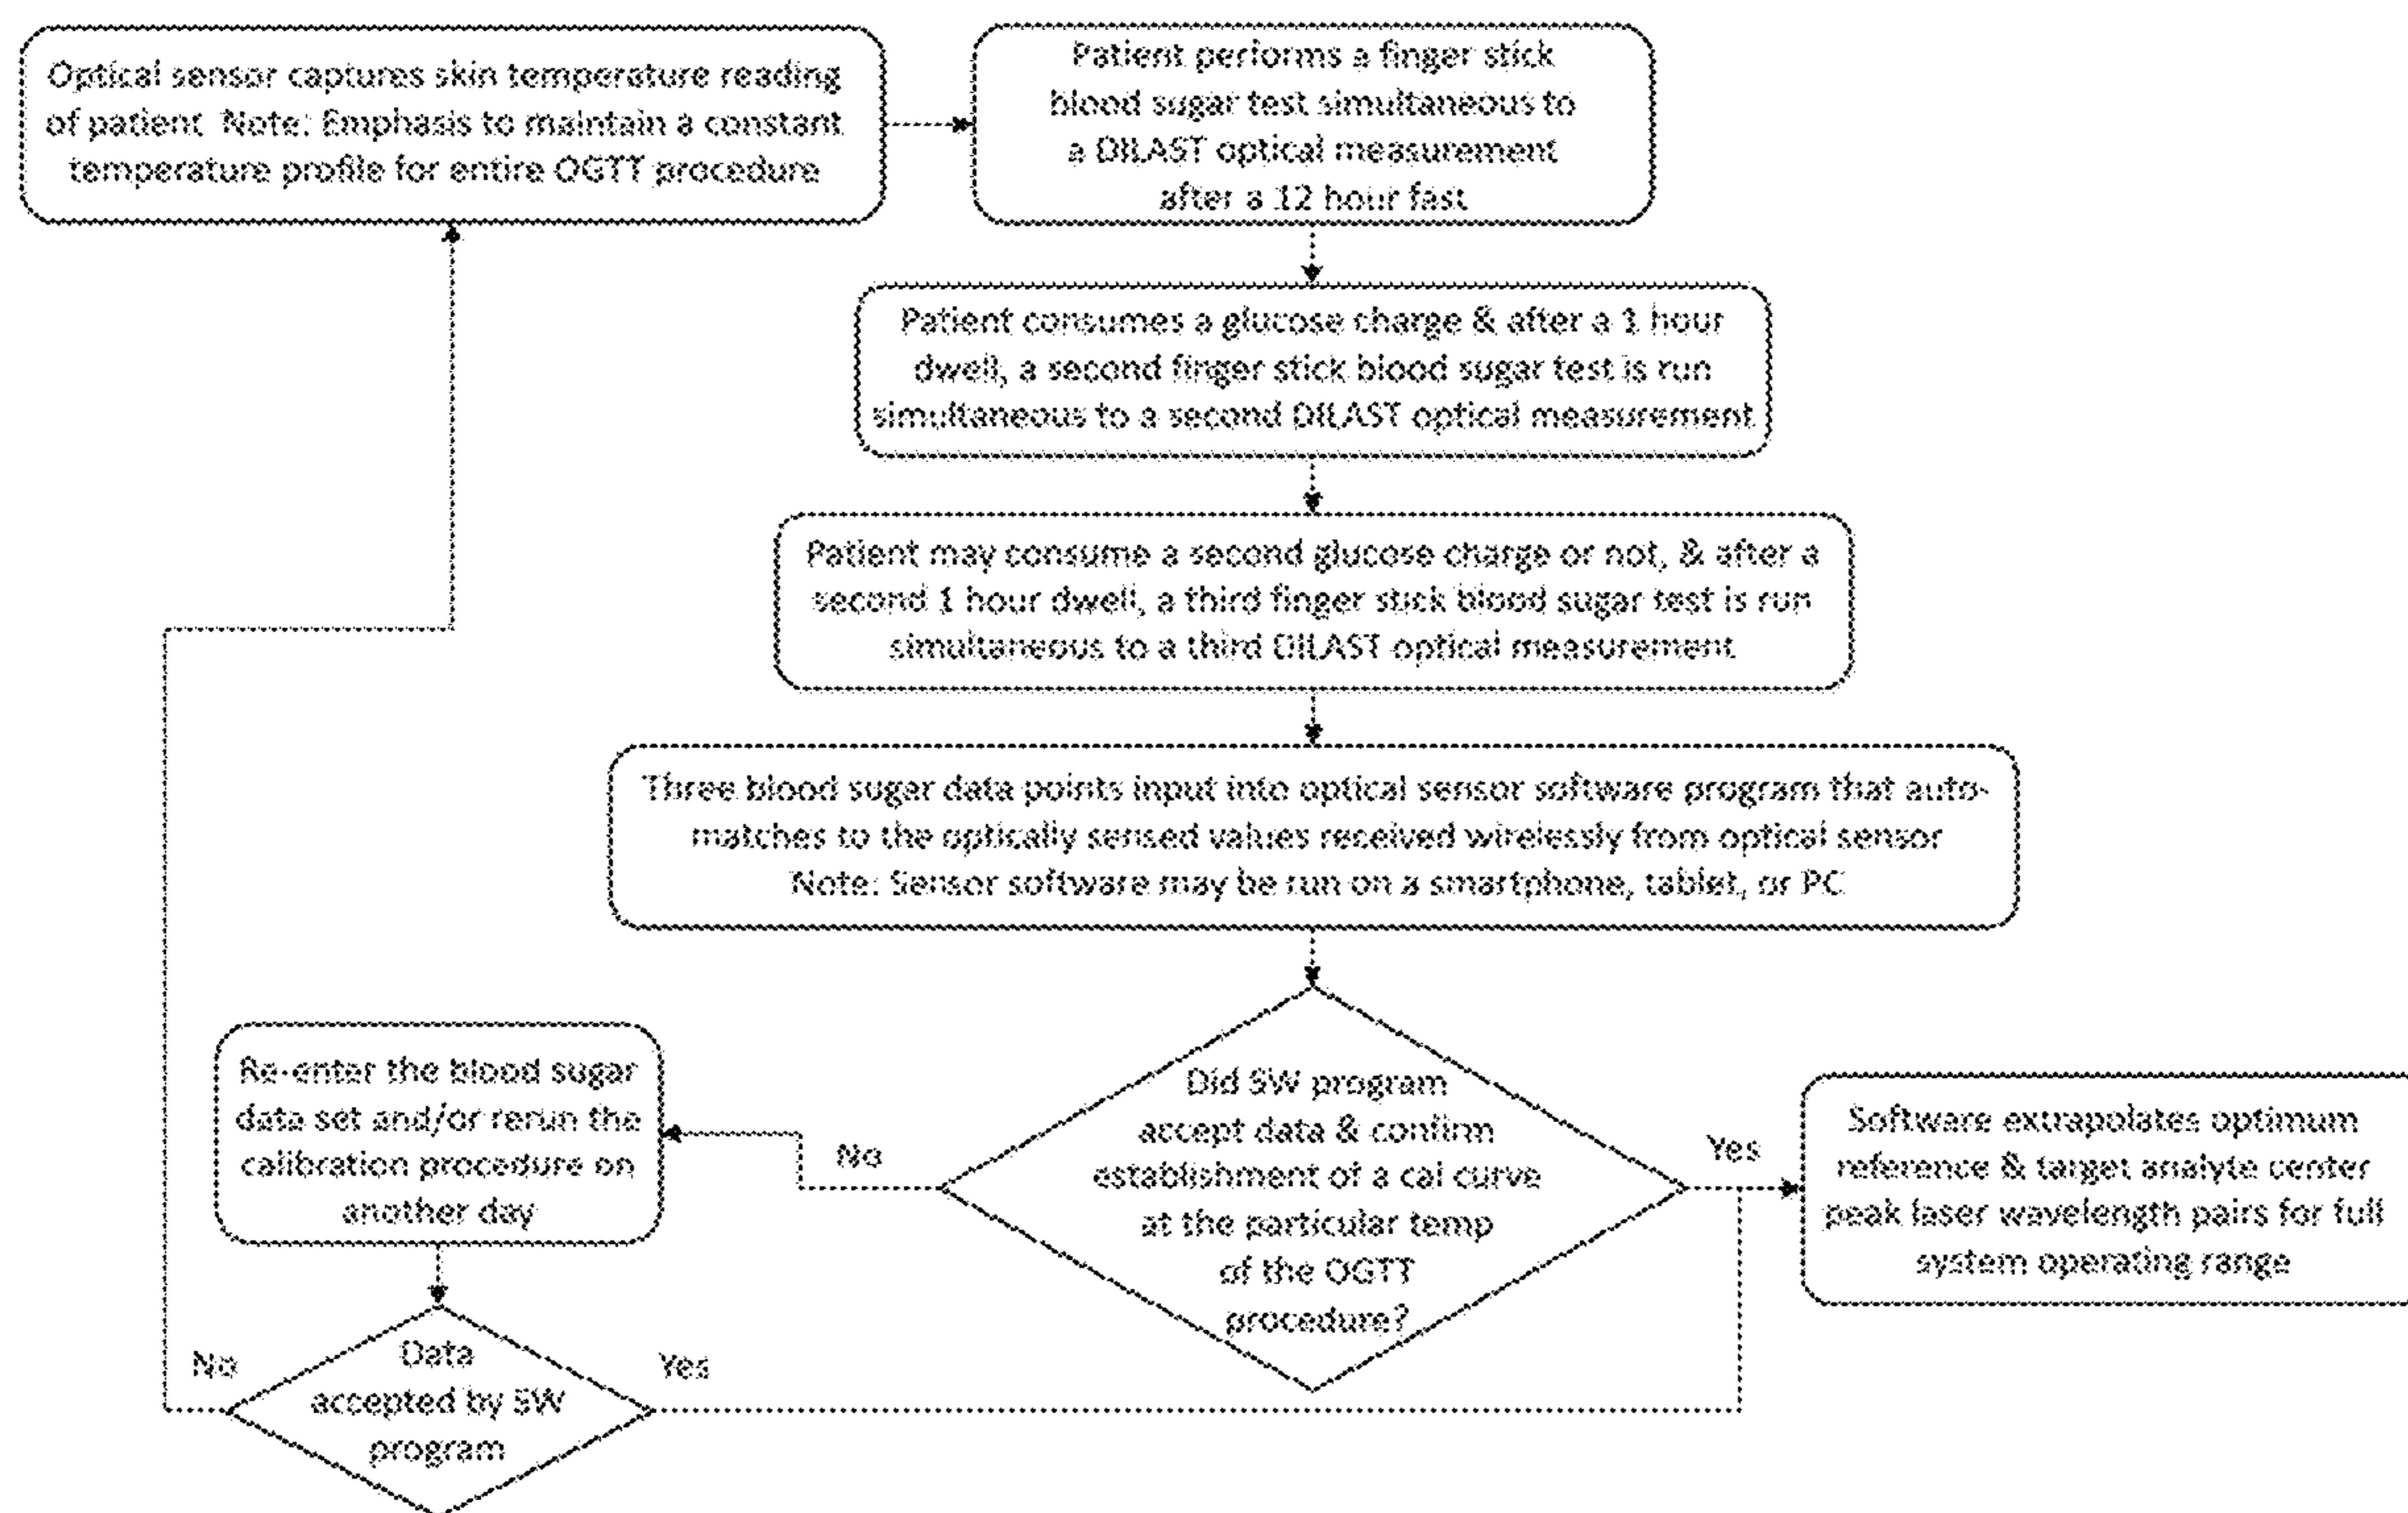 Optical sensor captures skin temperature reading
of patient Note: Emphasis to maintain a constant
temperature profile for entire OGTT procedure
Patient performs a finger stick
blood sugar test simultaneous to
a DILAST optical measurement
after a 12 hour fast
Patient consumes a glucose charge & after a 1 hour
dwell, a second finger stick blood sugar test is run
simultaneous to a second DILAST optical measurement
Patient may consume a second glucose charge or not, & after a
second 1 hour dwell, a third finger stick blood sugar test is run
simultaneous to a third DILAST optical measurement
Three blood sugar data points input into optical sensor software program that auto-
matches to the optically sensed values received wirelessly from optical sensor
Note: Sensor software may be run on a smartphone, tablet, or PC
Did SW program
accept data & confirm
establishment of a cal curve
at the particular temp
of the OGTT
procedure?
No
Yes
Re-enter the blood sugar
data set and/or rerun the
calibration procedure on
another day
Software extrapolates optimum
reference & target analyte center
peak laser wavelength pairs for full
system operating range
Data
accepted by SW
program
No
Yes